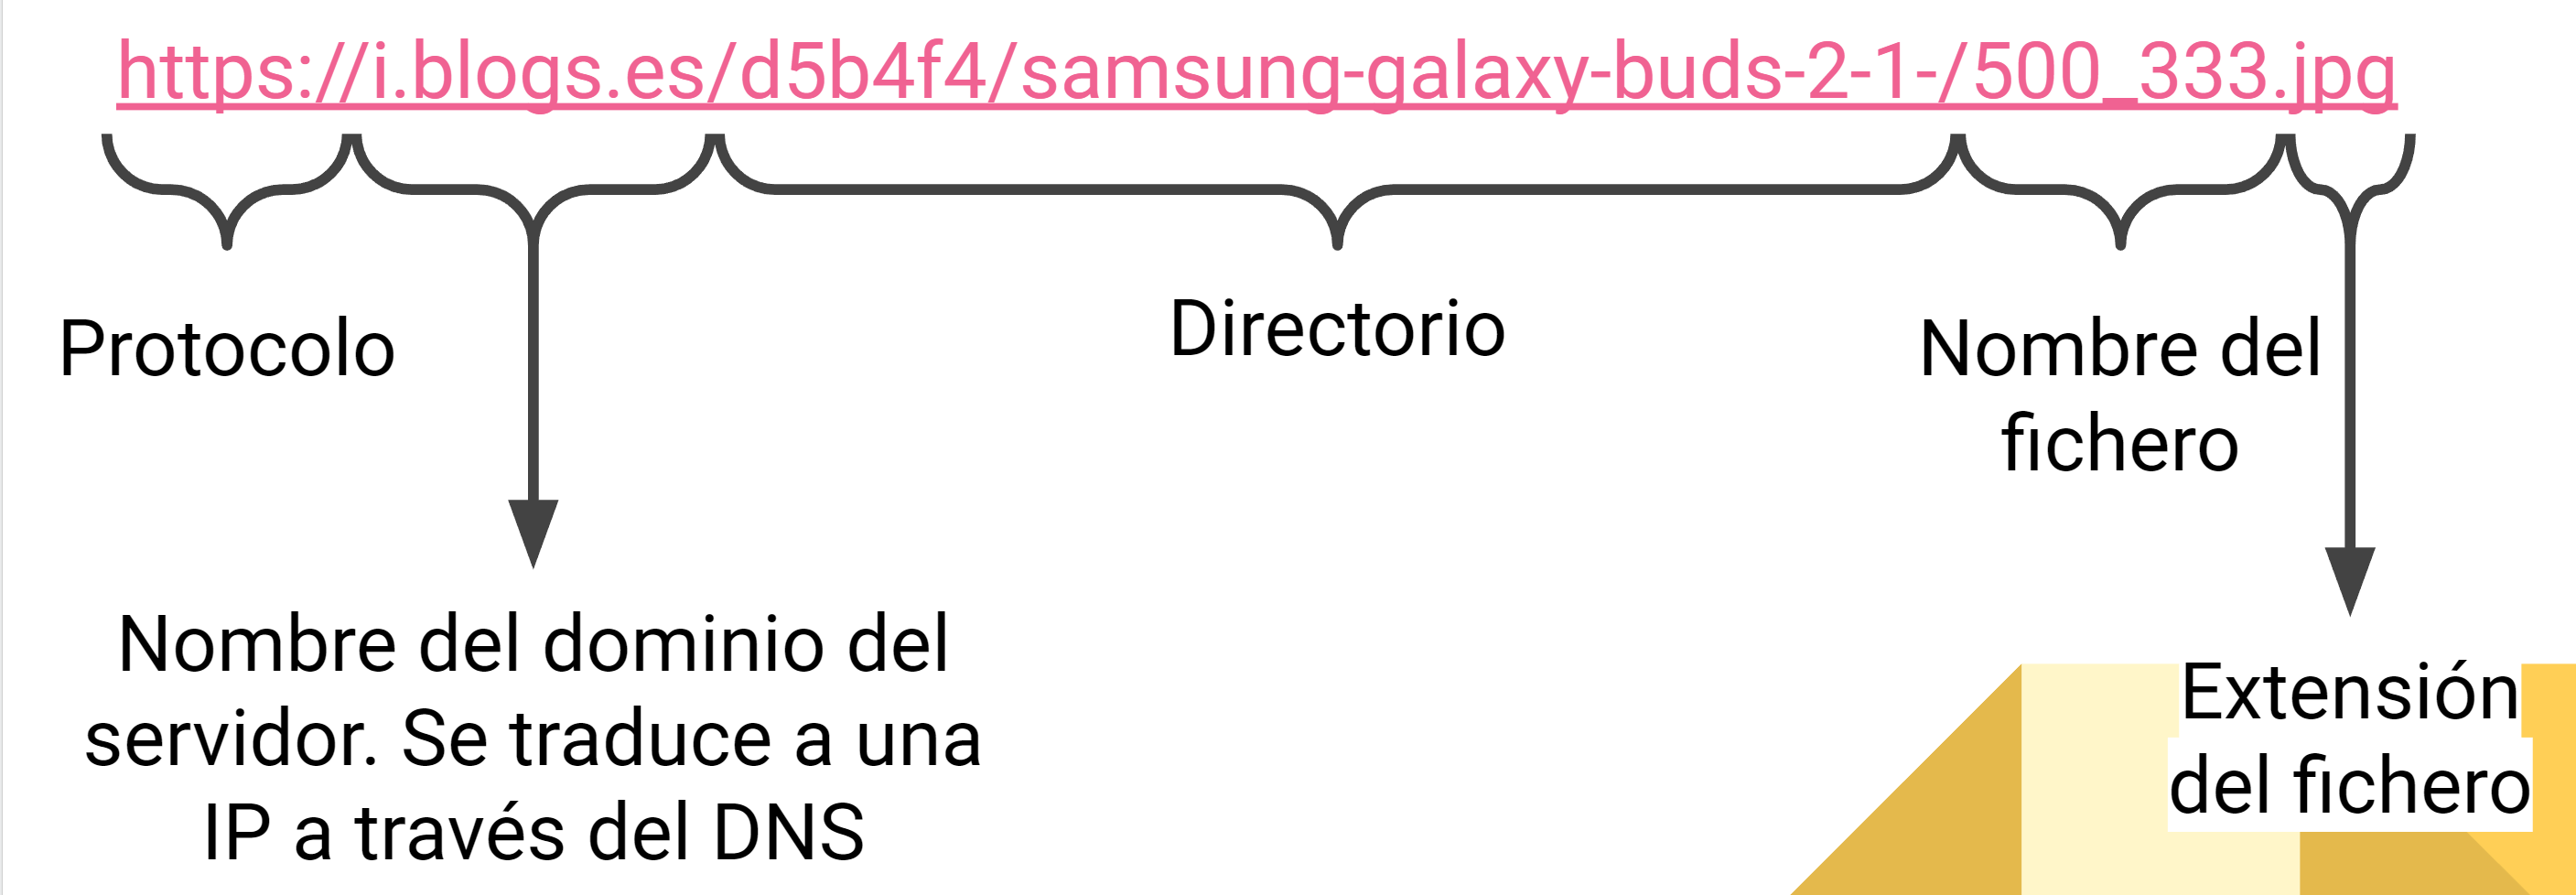 https://i.blogs.es/d5b4f4/samsung-galaxy-buds-2-1-/500_333.jpg
Protocolo
Directorio
Nombre del
fichero
Nombre del dominio del
servidor. Se traduce a una
IP a través del DNS
Extensión
del fichero